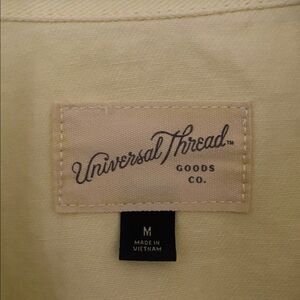 Universal Thread™
GOODS
CO.
M
MADE IN
VIETNAM